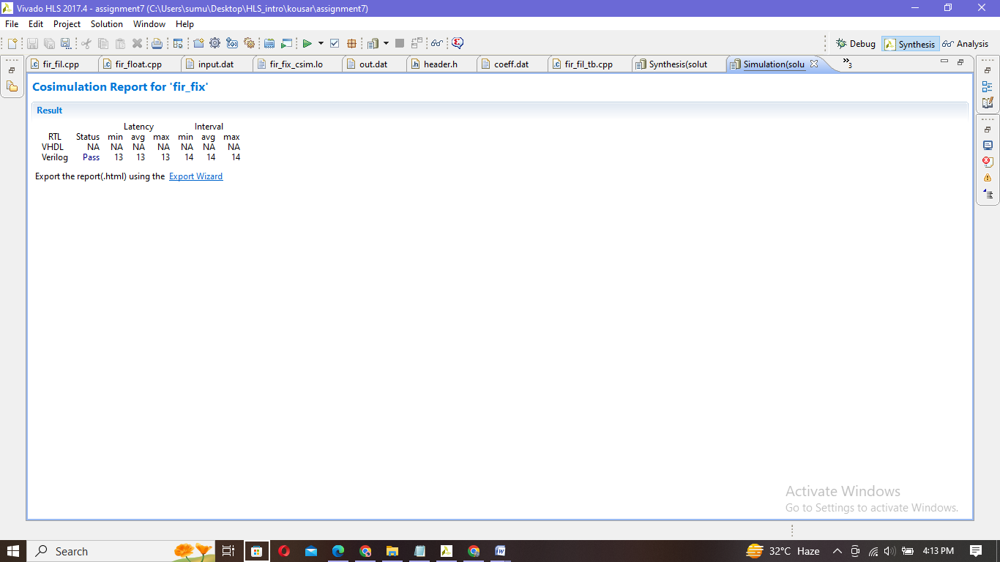 Vivado HLS 2017.4 - assignment7 (C:\Users\sumu\Desktop\HLS_intro\kousar\assignment7)
File Edit Project Solution Window Help
Debug Synthesis Analysis
fir_fil.cpp fir_float.cpp input.dat fir_fix_csim.lo out.dat header.h coeff.dat fir_fil_tb.cpp Synthesis(solut Simulation(solu »3
Cosimulation Report for 'fir_fix'
Result
Latency Interval
RTL Status min avg max min avg max
VHDL NA NA NA NA NA NA NA
Verilog Pass 13 13 13 14 14 14
Export the report(.html) using the Export Wizard
Activate Windows
Go to Settings to activate Windows.
Search 32°C Haze 4:13 PM